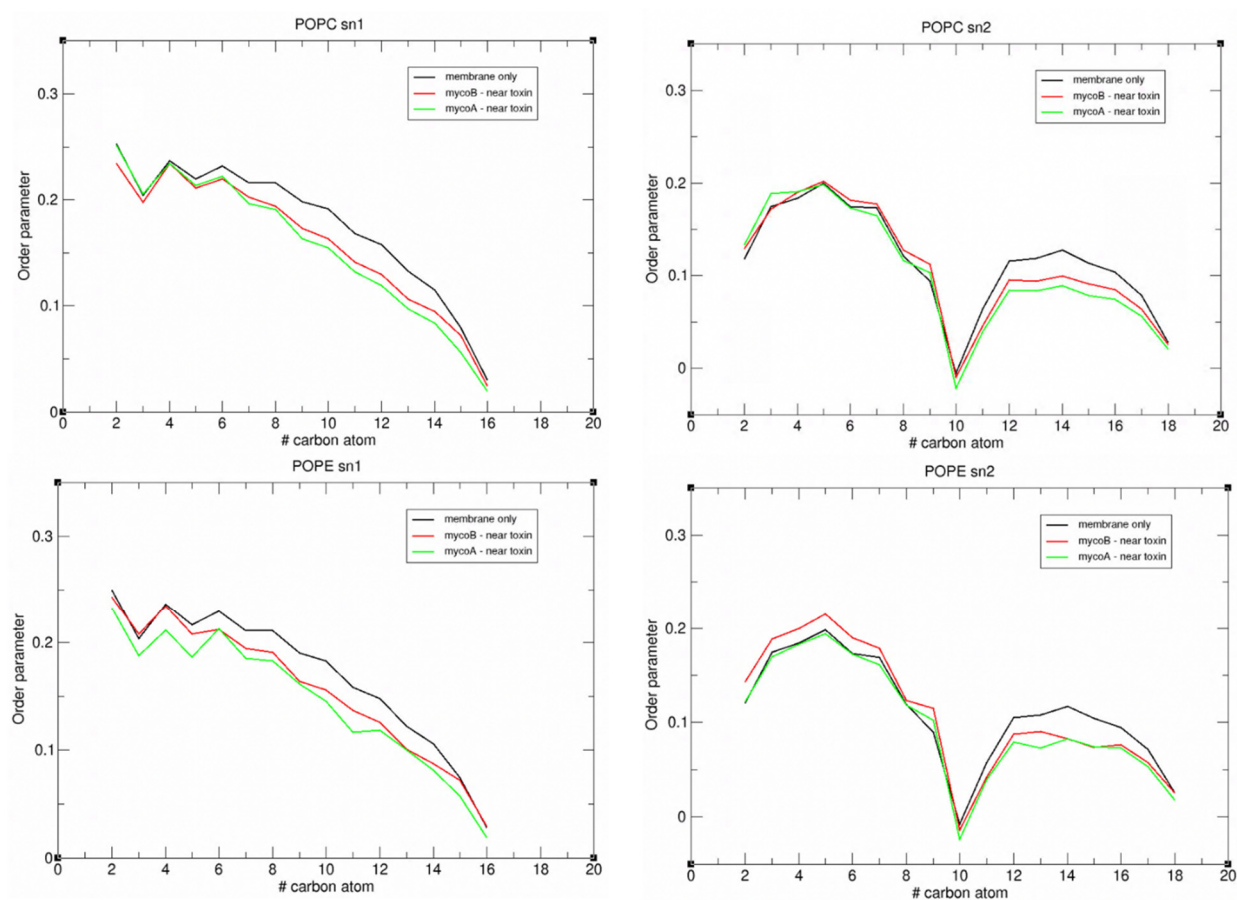 POPC sn1
membrane only
mycoB - near toxin
mycoA - near toxin
Order parameter
0.3
0.2
0.1
0
0 2 4 6 8 10 12 14 16 18 20
# carbon atom
POPC sn2
membrane only
mycoB - near toxin
mycoA - near toxin
Order parameter
0.3
0.2
0.1
0
0 2 4 6 8 10 12 14 16 18 20
# carbon atom
POPE sn1
membrane only
mycoB - near toxin
mycoA - near toxin
Order parameter
0.3
0.2
0.1
0
0 2 4 6 8 10 12 14 16 18 20
# carbon atom
POPE sn2
membrane only
mycoB - near toxin
mycoA - near toxin
Order parameter
0.3
0.2
0.1
0
0 2 4 6 8 10 12 14 16 18 20
# carbon atom